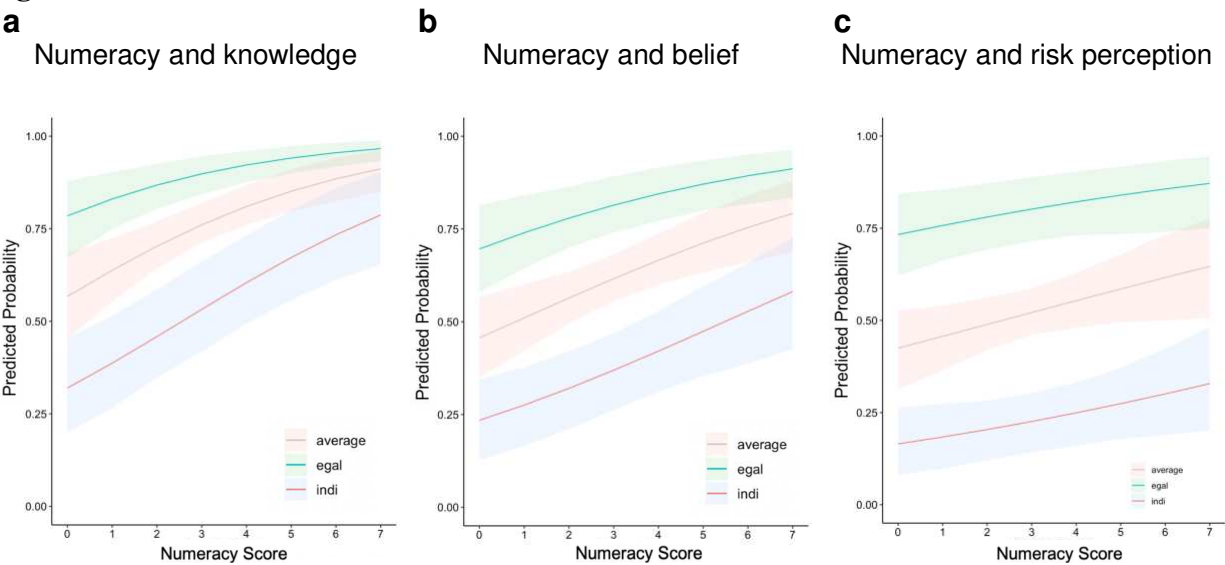 a
Numeracy and knowledge
1.00
0.75
0.50
0.25
0.00
Predicted Probability
average
egal
indi
0 1 2 3 4 5 6 7
Numeracy Score
b
Numeracy and belief
1.00
0.75
0.50
0.25
0.00
Predicted Probability
average
egal
indi
0 1 2 3 4 5 6 7
Numeracy Score
c
Numeracy and risk perception
1.00
0.75
0.50
0.25
0.00
Predicted Probability
average
egal
indi
0 1 2 3 4 5 6 7
Numeracy Score